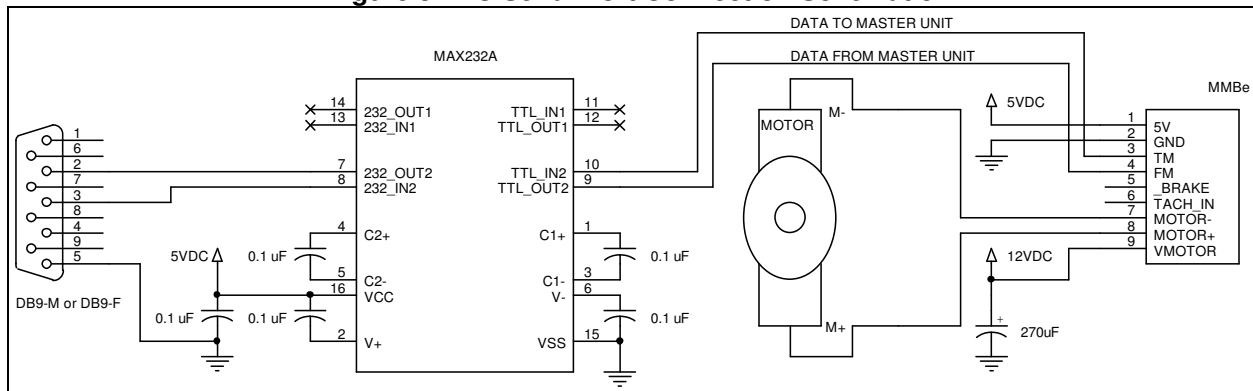 DATA TO MASTER UNIT
DATA FROM MASTER UNIT
MAX232A
MMBe
14 232_OUT1
13 232_IN1
7 232_OUT2
8 232_IN2
4 C2+
5 C2-
16 VCC
2 V+
TTL_IN1 11
TTL_OUT1 12
TTL_IN2 10
TTL_OUT2 9
C1+ 1
C1- 3
V- 6
VSS 15
1
6
2
7
3
8
4
9
5
DB9-M or DB9-F
5VDC
0.1 uF
0.1 uF
0.1 uF
0.1 uF
0.1 uF
M-
MOTOR
M+
5VDC
12VDC
+
270uF
1 5V
2 GND
3 TM
4 FM
5 _BRAKE
6 TACH_IN
7 MOTOR-
8 MOTOR+
9 VMOTOR